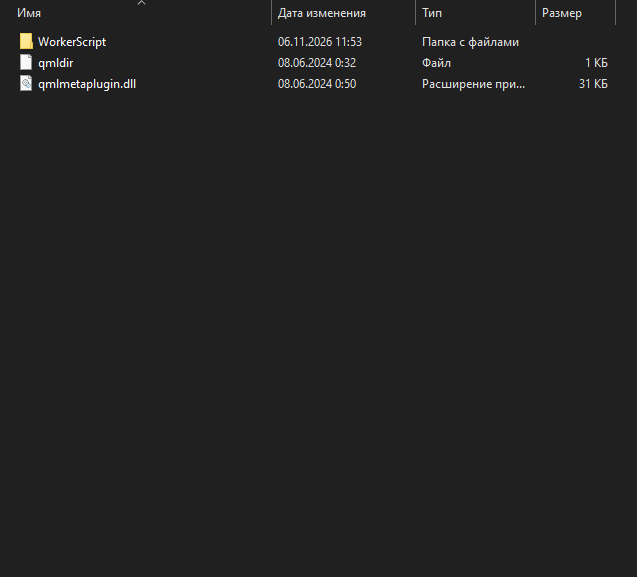 Имя Дата изменения Тип Размер
WorkerScript 06.11.2026 11:53 Папка с файлами
qmldir 08.06.2024 0:32 Файл 1 КБ
qmlmetaplugin.dll 08.06.2024 0:50 Расширение при... 31 КБ